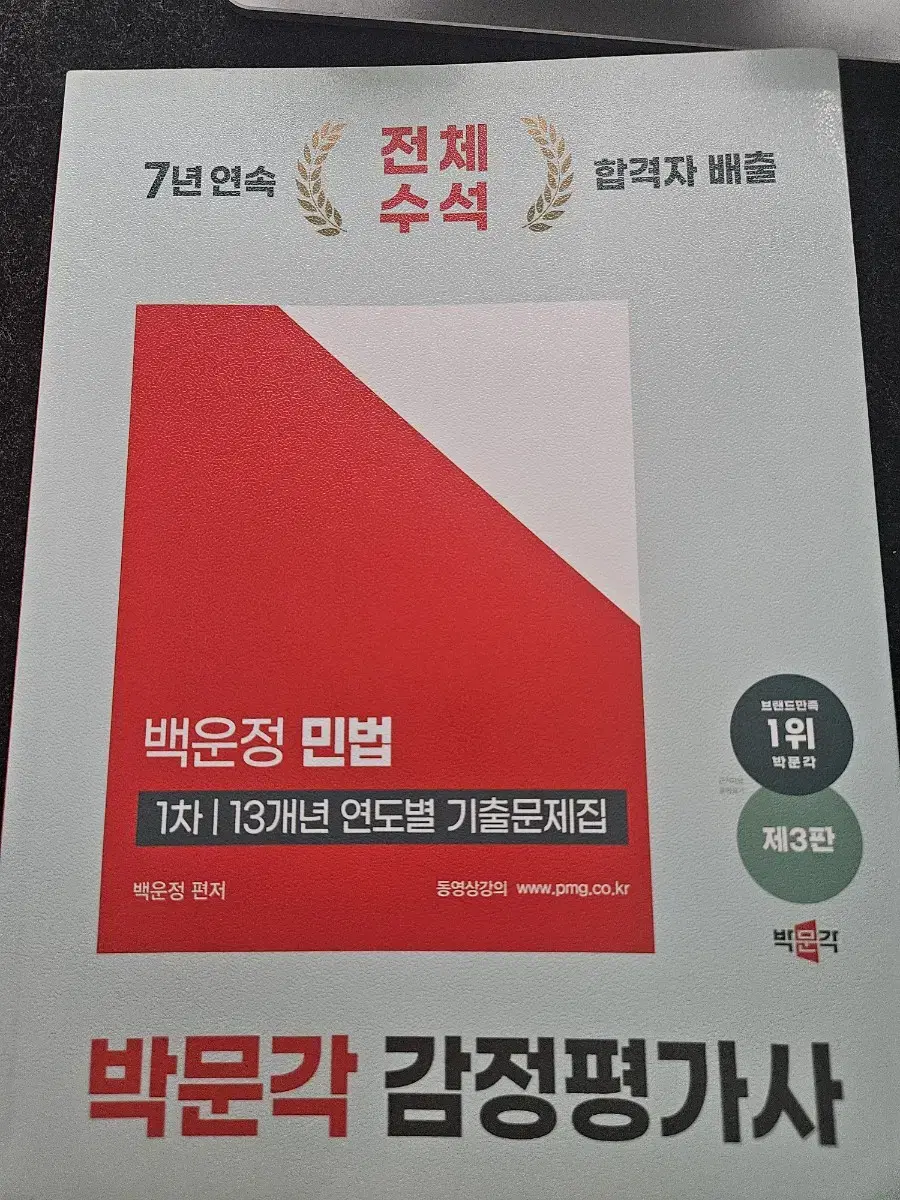 7년 연속
전체
수석
합격자 배출
백운정 민법
1차 | 13개년 연도별 기출문제집
백운정 편저
동영상강의 www.pmg.co.kr
브랜드만족
1위
박문각
제3판
박문각
박문각 감정평가사